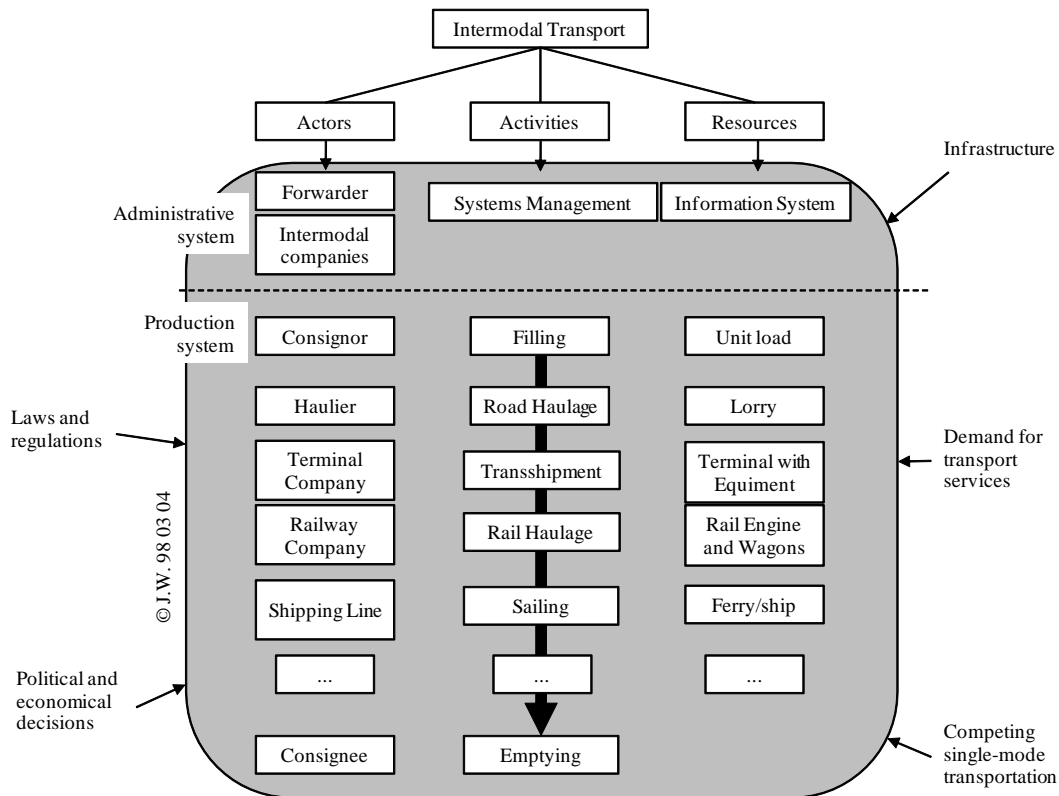 Intermodal Transport
Actors
Activities
Resources
Infrastructure
Forwarder
Systems Management
Information System
Administrative
system
Intermodal
companies
Production
system
Consignor
Filling
Unit load
Laws and
regulations
Haulier
Road Haulage
Lorry
Demand for
transport
services
Terminal
Company
Transshipment
Terminal with
Equiment
Railway
Company
Rail Haulage
Rail Engine
and Wagons
© J.W. 98 03 04
Shipping Line
Sailing
Ferry/ship
Political and
economical
decisions
...
...
...
Consignee
Emptying
Competing
single-mode
transportation